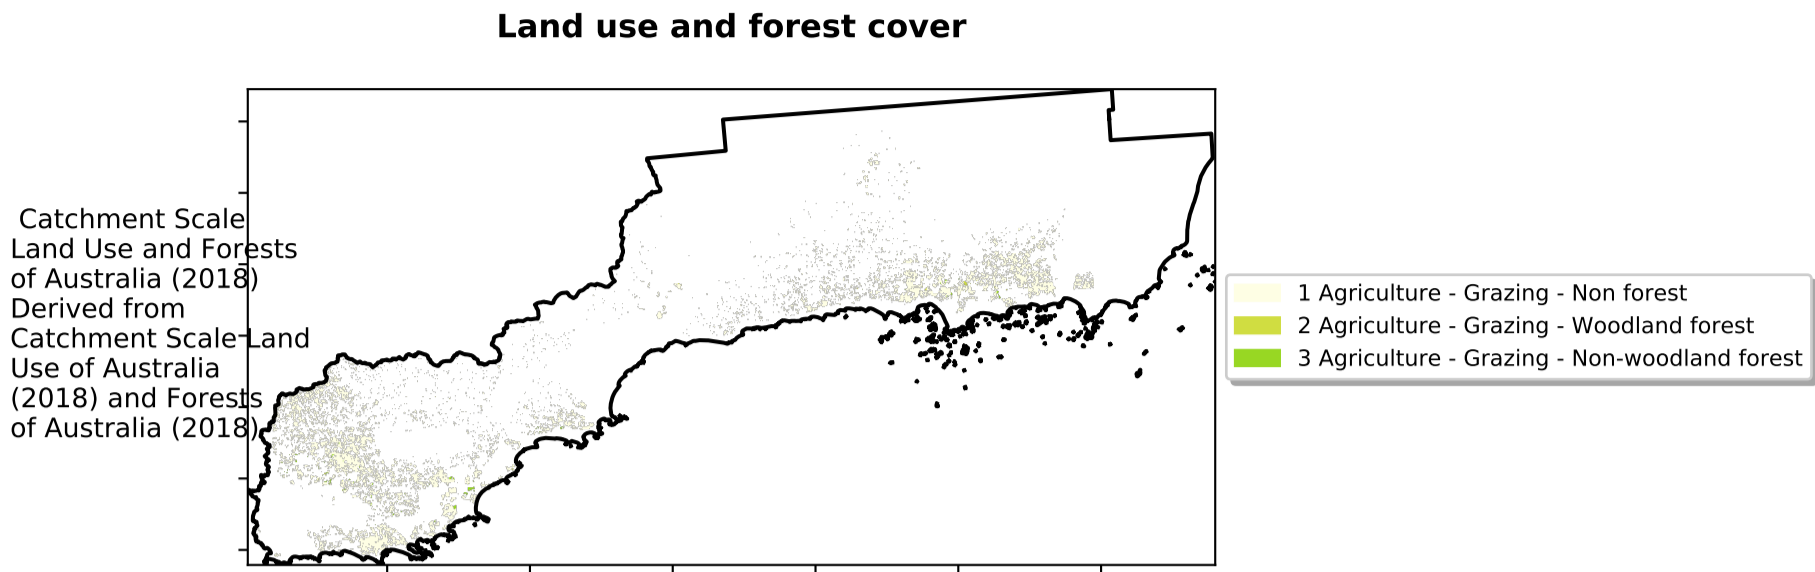 Land use and forest cover
Catchment Scale
Land Use and Forests
of Australia (2018)
Derived from
Catchment Scale Land
Use of Australia
(2018) and Forests
of Australia (2018)
1 Agriculture - Grazing - Non forest
2 Agriculture - Grazing - Woodland forest
3 Agriculture - Grazing - Non-woodland forest